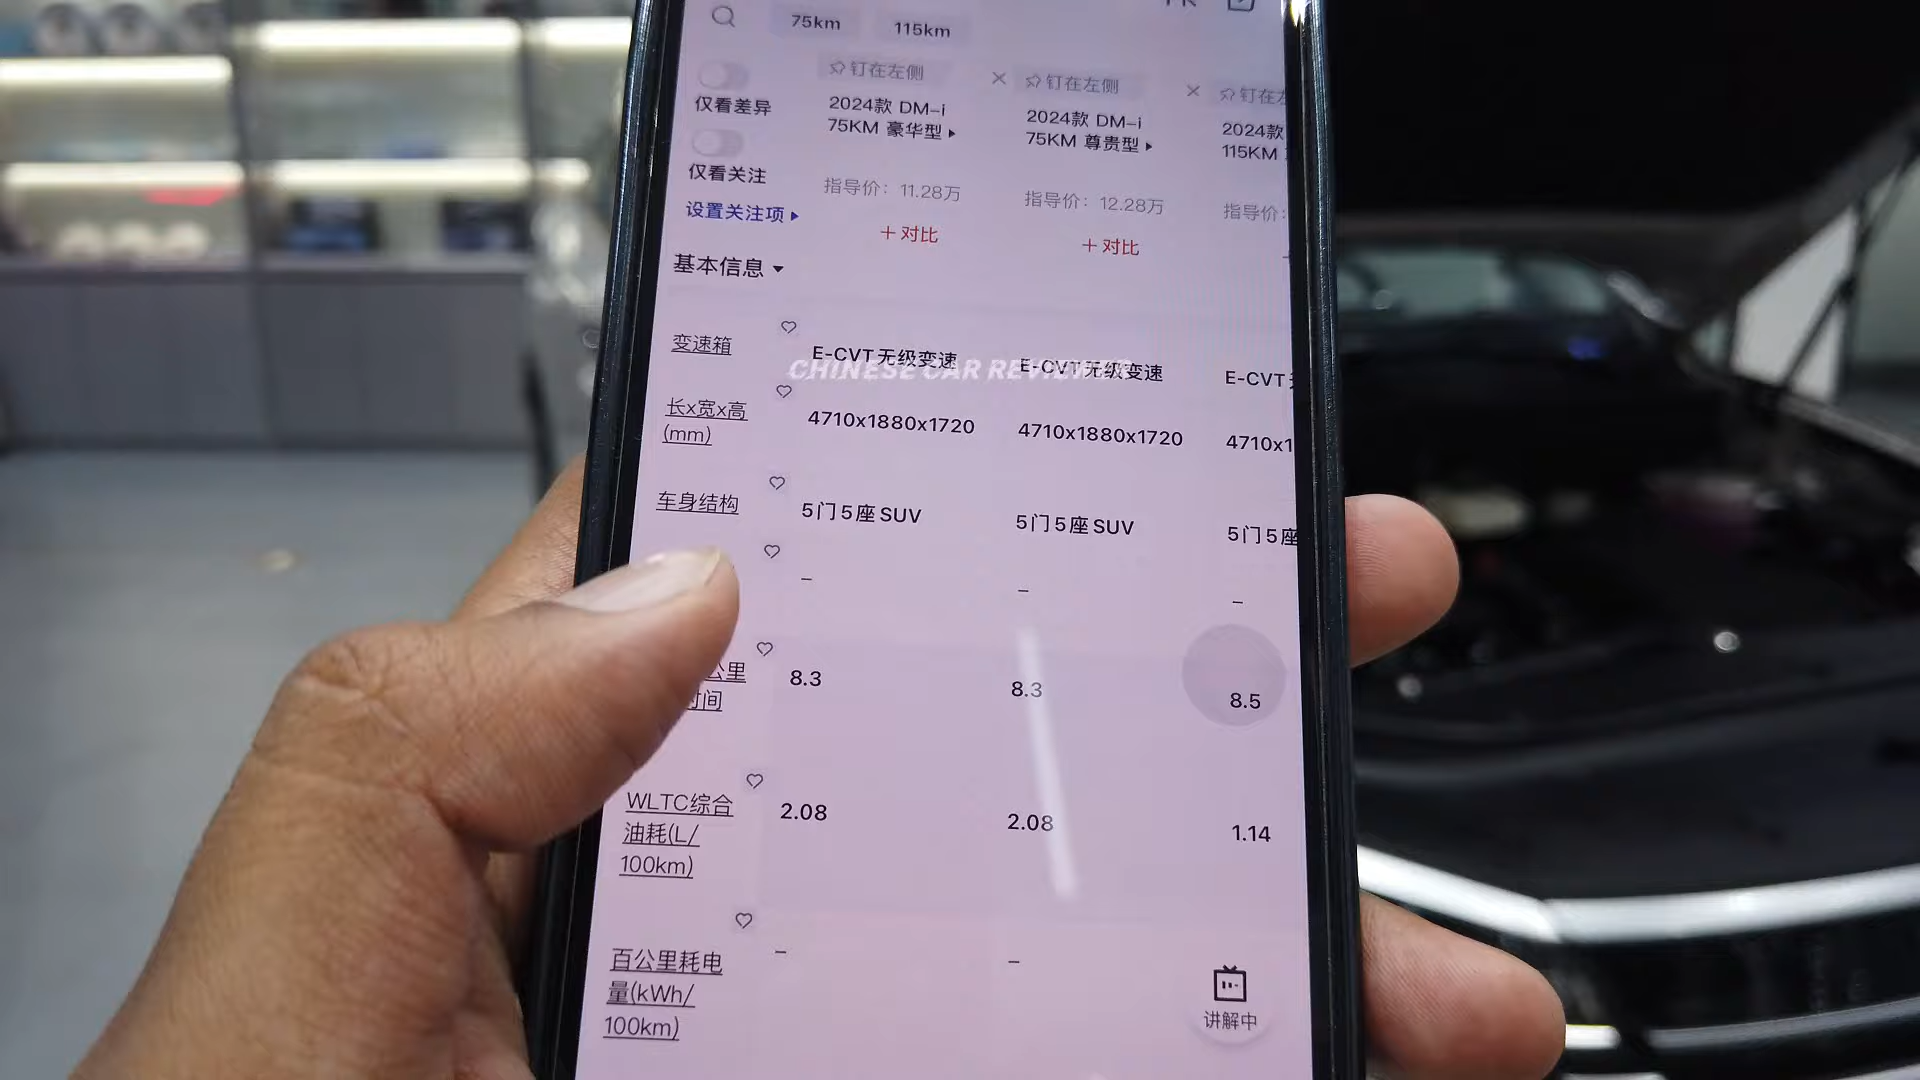 75km 115km
钉在左侧 钉在左侧 钉在左
仅看差异
2024款 DM-i
75KM 豪华型
2024款 DM-i
75KM 尊贵型
2024款
115KM
仅看关注
指导价：11.28万 指导价：12.28万 指导价：
设置关注项
+对比 +对比
基本信息
变速箱 E-CVT无级变速 E-CVT无级变速 E-CVT
CHINESE CAR REVIEWER
长x宽x高
(mm)
4710x1880x1720 4710x1880x1720 4710x1
车身结构 5门5座SUV 5门5座SUV 5门5座
- - -
公里
时间
8.3 8.3 8.5
WLTC综合
油耗(L/
100km)
2.08 2.08 1.14
百公里耗电
量(kWh/
100km)
- -
讲解中